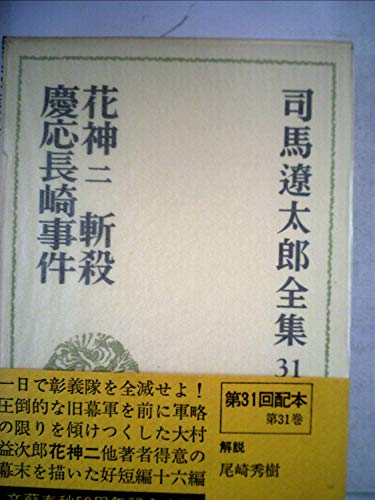 司馬遼太郎全集 31
花神 二 斬殺
慶応長崎事件
第31回配本
第31巻
解説
尾崎秀樹
一日で彰義隊を全滅せよ！
圧倒的な旧幕軍を前に軍略
の限りを傾けつくした大村
益次郎花神二他著者得意の
幕末を描いた好短編十六編